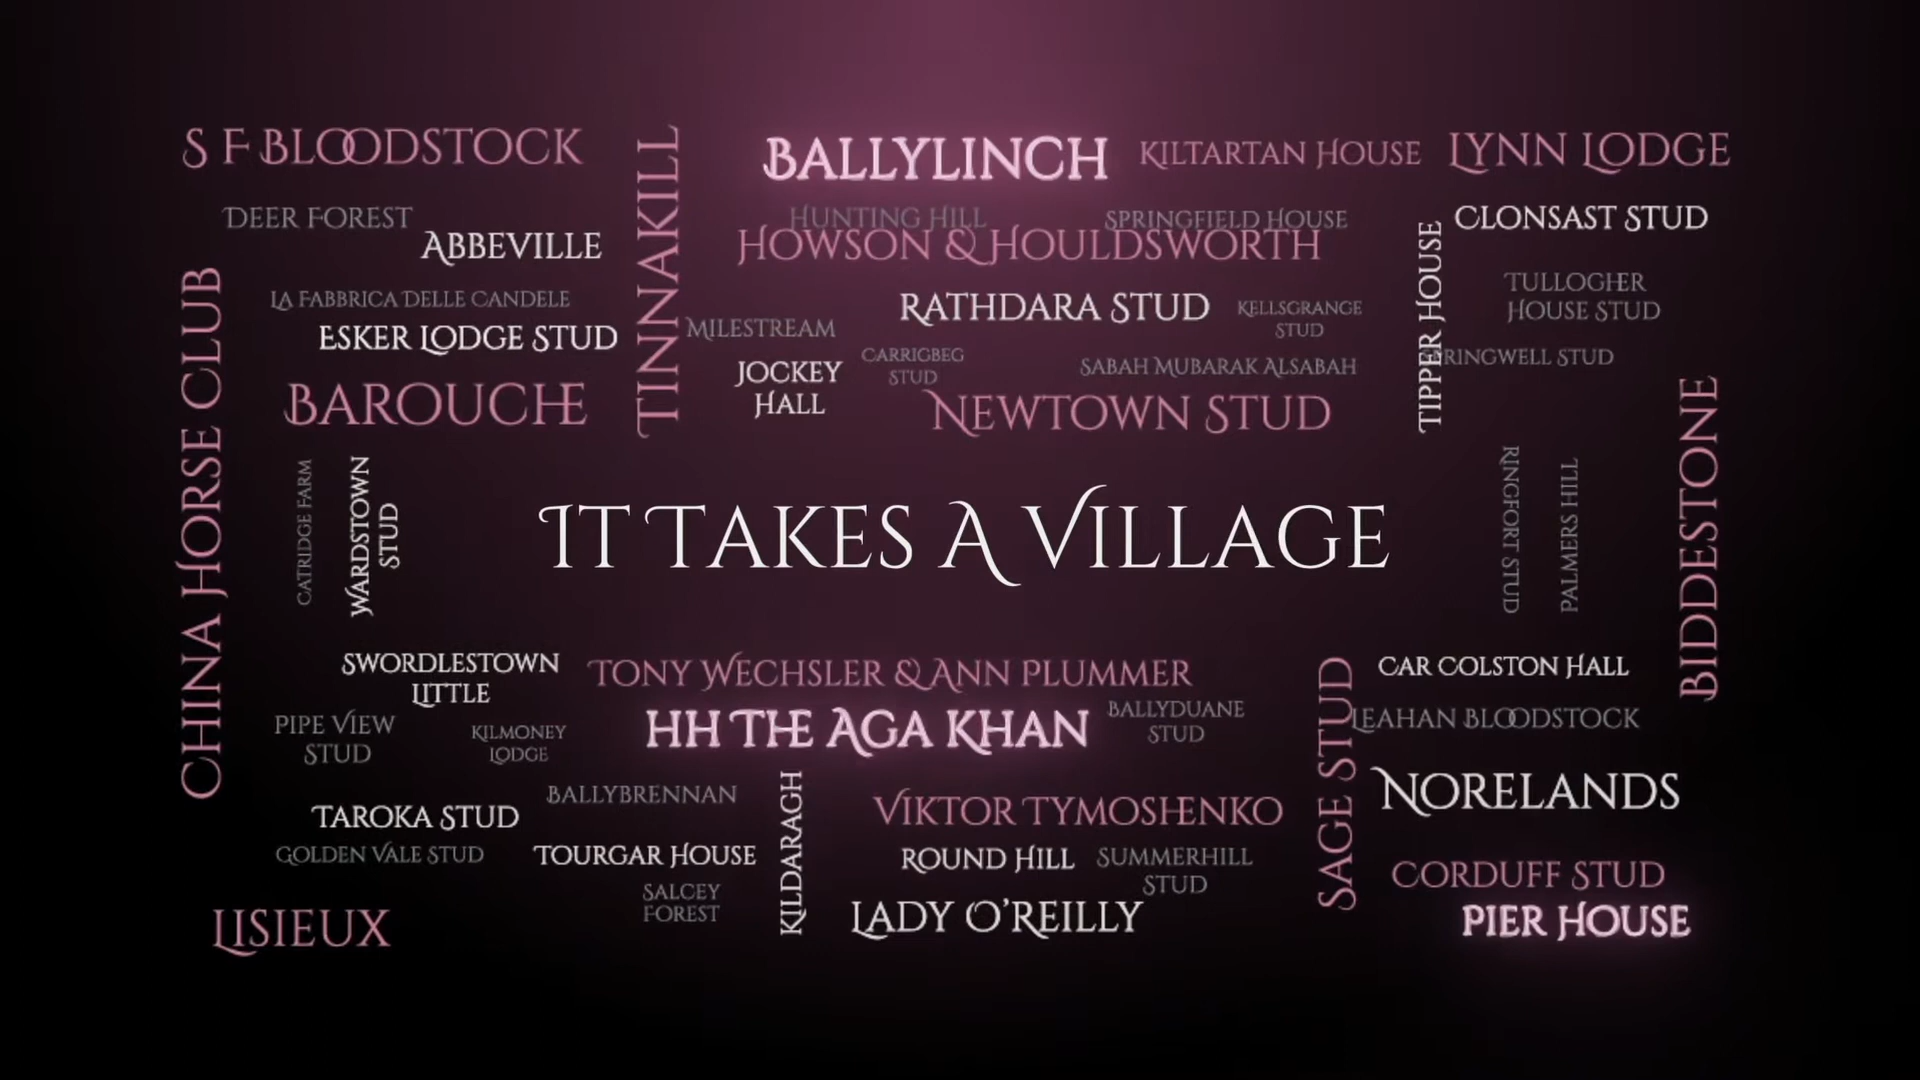 S F BLOODSTOCK
TINNAKILL
BALLYLINCH
KILTARTAN HOUSE
LYNN LODGE
DEER FOREST
ABBEVILLE
HUNTING HILL
SPRINGFIELD HOUSE
HOWSON & HOULDSWORTH
TIPPER HOUSE
CLONSAST STUD
CHINA HORSE CLUB
LA FABBRICA DELLE CANDELE
ESKER LODGE STUD
MILESTREAM
RATHDARA STUD
KELLSGRANGE
STUD
TULLOGHER
HOUSE STUD
BAROUCHE
JOCKEY
HALL
CARRIGBEG
STUD
SABAH MUBARAK ALSABAH
NEWTOWN STUD
SPRINGWELL STUD
BIDDESTONE
CATRIDGE FARM
WARDSTOWN
STUD
IT TAKES A VILLAGE
RINGFORT STUD
PALMERS HILL
SWORDLESTOWN
LITTLE
TONY WECHSLER & ANN PLUMMER
SAGE STUD
CAR COLSTON HALL
PIPE VIEW
STUD
KILMONEY
LODGE
HH THE AGA KHAN
BALLYDUANE
STUD
LEAHAN BLOODSTOCK
TAROKA STUD
BALLYBRENNAN
KILDARAGH
VIKTOR TYMOSHENKO
NORELANDS
GOLDEN VALE STUD
TOURGAR HOUSE
ROUND HILL
SUMMERHILL
STUD
CORDUFF STUD
LISIEUX
SALCEY
FOREST
LADY O'REILLY
PIER HOUSE